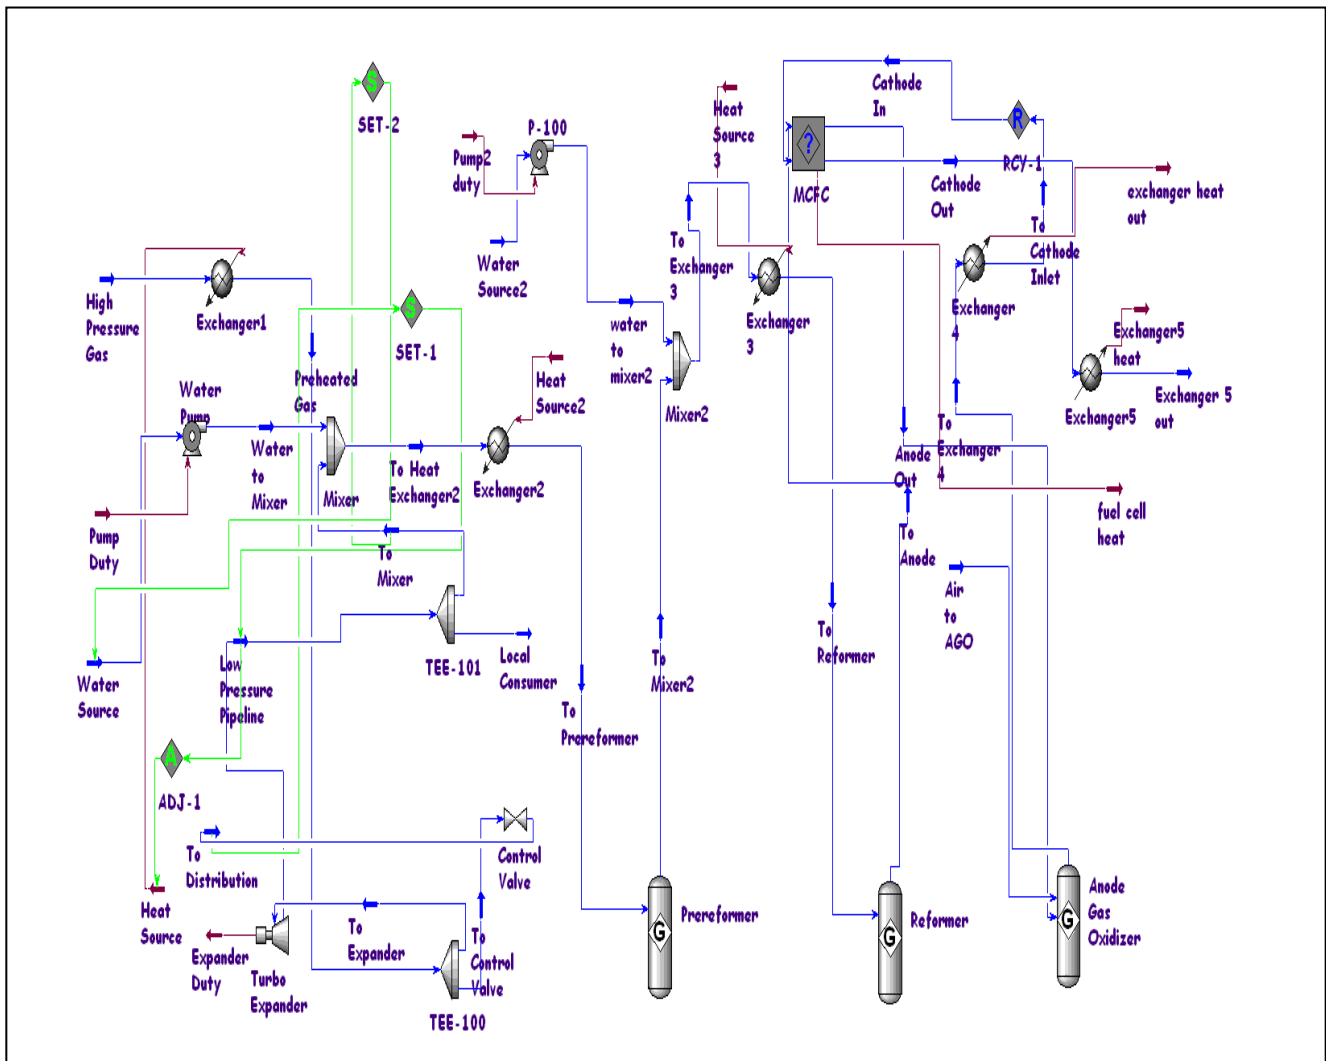 S
SET-2
Pump2
duty
P-100
Heat
Source
3
Cathode
In
?
MCFC
R
RCY-1
Cathode
Out
exchanger heat
out
To
Cathode
Inlet
Water
Source2
To
Exchanger
3
High
Pressure
Gas
Exchanger1
S
SET-1
water
to
mixer2
Exchanger
3
Exchanger
4
Exchanger5
heat
Preheated
Gas
Heat
Source2
Mixer2
Exchanger5
Exchanger 5
out
Water
Pump
Water
to
Mixer
Mixer
To Heat
Exchanger2
Exchanger2
Anode
Out
To
Exchanger
4
fuel cell
heat
Pump
Duty
To
Mixer
To
Anode
Air
to
AGO
TEE-101
Local
Consumer
Low
Pressure
Pipeline
Water
Source
To
Prereformer
To
Mixer2
To
Reformer
A
ADJ-1
To
Distribution
Control
Valve
Heat
Source
Expander
Duty
Turbo
Expander
To
Expander
To
Control
Valve
TEE-100
G
Prereformer
G
Reformer
G
Anode
Gas
Oxidizer